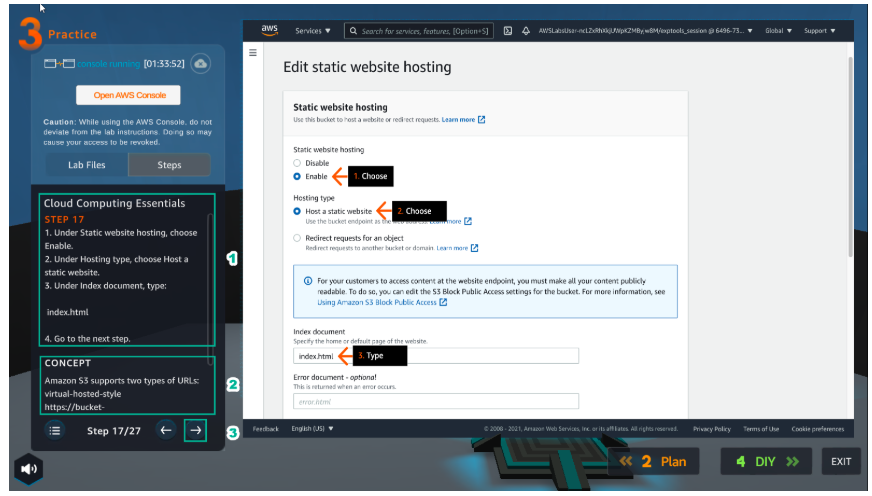 3 Practice
console running [01:33:52]
Open AWS Console
Caution: While using the AWS Console, do not
deviate from the lab instructions. Doing so may
cause your access to be revoked.
Lab Files Steps
Cloud Computing Essentials
STEP 17
1. Under Static website hosting, choose
Enable.
2. Under Hosting type, choose Host a
static website.
3. Under Index document, type:
index.html
4. Go to the next step.
1
CONCEPT
Amazon S3 supports two types of URLs:
virtual-hosted-style
https://bucket-
2
Step 17/27
3
aws Services ▼ Search for services, features, [Option+S]
Global ▼ Support ▼
Edit static website hosting
Static website hosting
Use this bucket to host a website or redirect requests. Learn more
Static website hosting
Disable
Enable 1. Choose
Hosting type
Host a static website 2. Choose
Use the bucket endpoint as the more
Redirect requests for an object
Redirect requests to another bucket or domain. Learn more
For your customers to access content at the website endpoint, you must make all your content publicly
readable. To do so, you can edit the S3 Block Public Access settings for the bucket. For more information, see
Using Amazon S3 Block Public Access
Index document
Specify the home or default page of the website.
index.html 3. Type
Error document - optional
This is returned when an error occurs.
error.html
Feedback English (US) ▼ © 2008 - 2021, Amazon Web Services, Inc. or its affiliates. All rights reserved. Privacy Policy Terms of Use Cookie preferences
<< 2 Plan 4 DIY >> EXIT